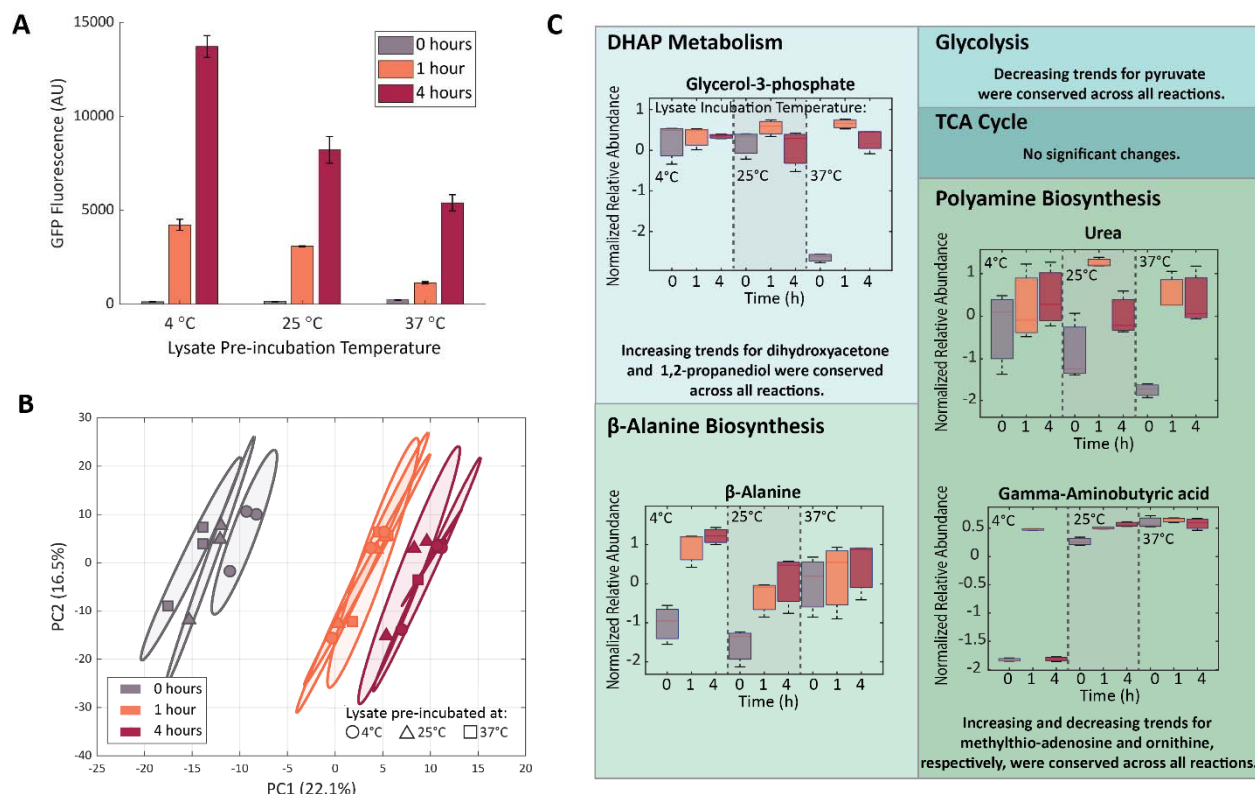 A
GFP Fluorescence (AU)
15000
10000
5000
0
0 hours
1 hour
4 hours
4 °C
25 °C
37 °C
Lysate Pre-incubation Temperature
B
PC2 (16.5%)
30
20
10
0
-10
-20
-30
-40
0 hours
1 hour
4 hours
Lysate pre-incubated at:
4°C
25°C
37°C
-25
-20
-15
-10
-5
0
5
10
15
20
PC1 (22.1%)
C
DHAP Metabolism
Glycerol-3-phosphate
Normalized Relative Abundance
Lysate Incubation Temperature:
1
0
-1
-2
4°C
25°C
37°C
0 1 4 0 1 4 0 1 4
Time (h)
Increasing trends for dihydroxyacetone
and 1,2-propanediol were conserved
across all reactions.
β-Alanine Biosynthesis
β-Alanine
Normalized Relative Abundance
4°C
25°C
37°C
1
0
-1
-2
0 1 4 0 1 4 0 1 4
Time (h)
Glycolysis
Decreasing trends for pyruvate
were conserved across all reactions.
TCA Cycle
No significant changes.
Polyamine Biosynthesis
Urea
Normalized Relative Abundance
4°C
25°C
37°C
1
0
-1
-2
0 1 4 0 1 4 0 1 4
Time (h)
Gamma-Aminobutyric acid
Normalized Relative Abundance
4°C
25°C
37°C
0.5
0
-0.5
-1
-1.5
-2
0 1 4 0 1 4 0 1 4
Time (h)
Increasing and decreasing trends for
methylthio-adenosine and ornithine,
respectively, were conserved across all reactions.